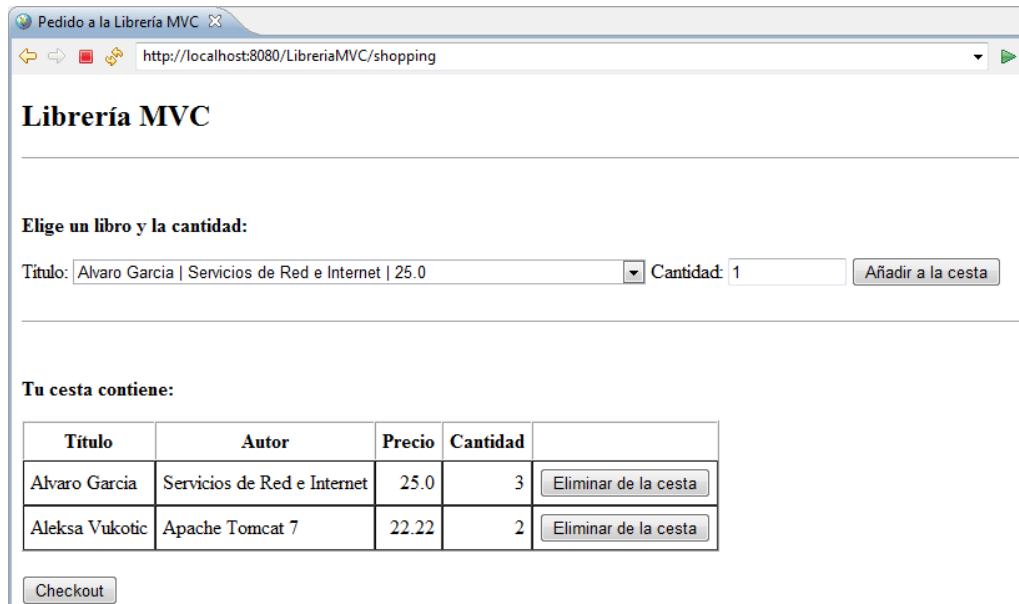 Pedido a la Librería MVC
http://localhost:8080/LibreriaMVC/shopping
Librería MVC
Elige un libro y la cantidad:
Título: Alvaro Garcia | Servicios de Red e Internet | 25.0 Cantidad: 1 Añadir a la cesta
Tu cesta contiene:
Título Autor Precio Cantidad
Alvaro Garcia Servicios de Red e Internet 25.0 3 Eliminar de la cesta
Aleksa Vukotic Apache Tomcat 7 22.22 2 Eliminar de la cesta
Checkout